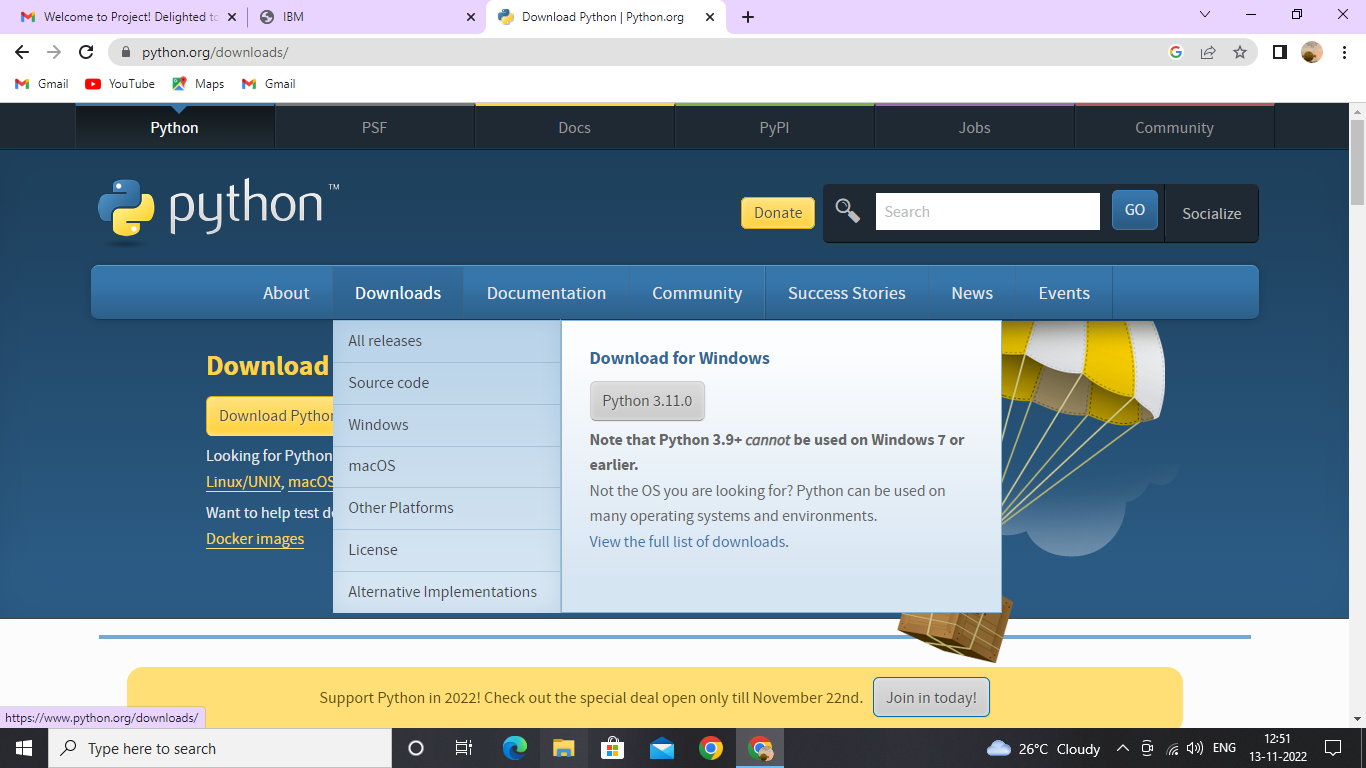 Welcome to Project! Delighted to
IBM
Download Python | Python.org
python.org/downloads/
Gmail
YouTube
Maps
Gmail
Python
PSF
Docs
PyPI
Jobs
Community
python™
Donate
Search
GO
Socialize
About
Downloads
Documentation
Community
Success Stories
News
Events
All releases
Source code
Windows
macOS
Other Platforms
License
Alternative Implementations
Download for Windows
Python 3.11.0
Note that Python 3.9+ cannot be used on Windows 7 or
earlier.
Not the OS you are looking for? Python can be used on
many operating systems and environments.
View the full list of downloads.
Download
Download Python
Looking for Python
Linux/UNIX, macOS
Want to help test
Docker images
Support Python in 2022! Check out the special deal open only till November 22nd.
Join in today!
https://www.python.org/downloads/
Type here to search
26°C Cloudy
ENG
12:51
13-11-2022